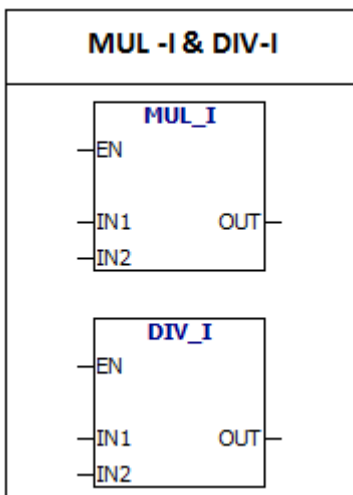 MUL -I & DIV-I
MUL_I
EN
IN1 OUT
IN2
DIV_I
EN
IN1 OUT
IN2